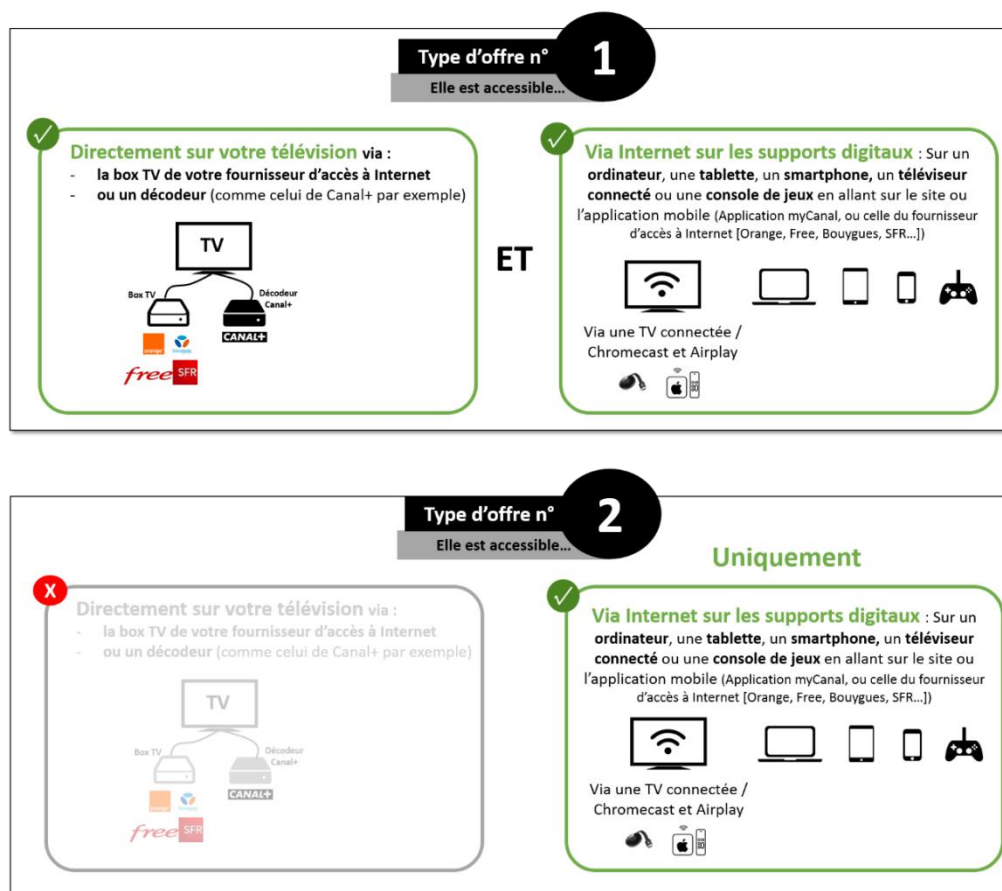 Type d'offre n° 1
Elle est accessible...
Directement sur votre télévision via :
- la box TV de votre fournisseur d'accès à Internet
- ou un décodeur (comme celui de Canal+ par exemple)
TV
Box TV
Décodeur
Canal+
orange
CANAL+
free
SFR
ET
Via Internet sur les supports digitaux : Sur un
ordinateur, une tablette, un smartphone, un téléviseur
connecté ou une console de jeux en allant sur le site ou
l'application mobile (Application myCanal, ou celle du fournisseur
d'accès à Internet [Orange, Free, Bouygues, SFR...])
Via une TV connectée /
Chromecast et Airplay
Type d'offre n° 2
Elle est accessible...
X
Directement sur votre télévision via :
- la box TV de votre fournisseur d'accès à Internet
- ou un décodeur (comme celui de Canal+ par exemple)
TV
Box TV
Décodeur
Canal+
CANAL+
free
SFR
Uniquement
Via Internet sur les supports digitaux : Sur un
ordinateur, une tablette, un smartphone, un téléviseur
connecté ou une console de jeux en allant sur le site ou
l'application mobile (Application myCanal, ou celle du fournisseur
d'accès à Internet [Orange, Free, Bouygues, SFR...])
Via une TV connectée /
Chromecast et Airplay